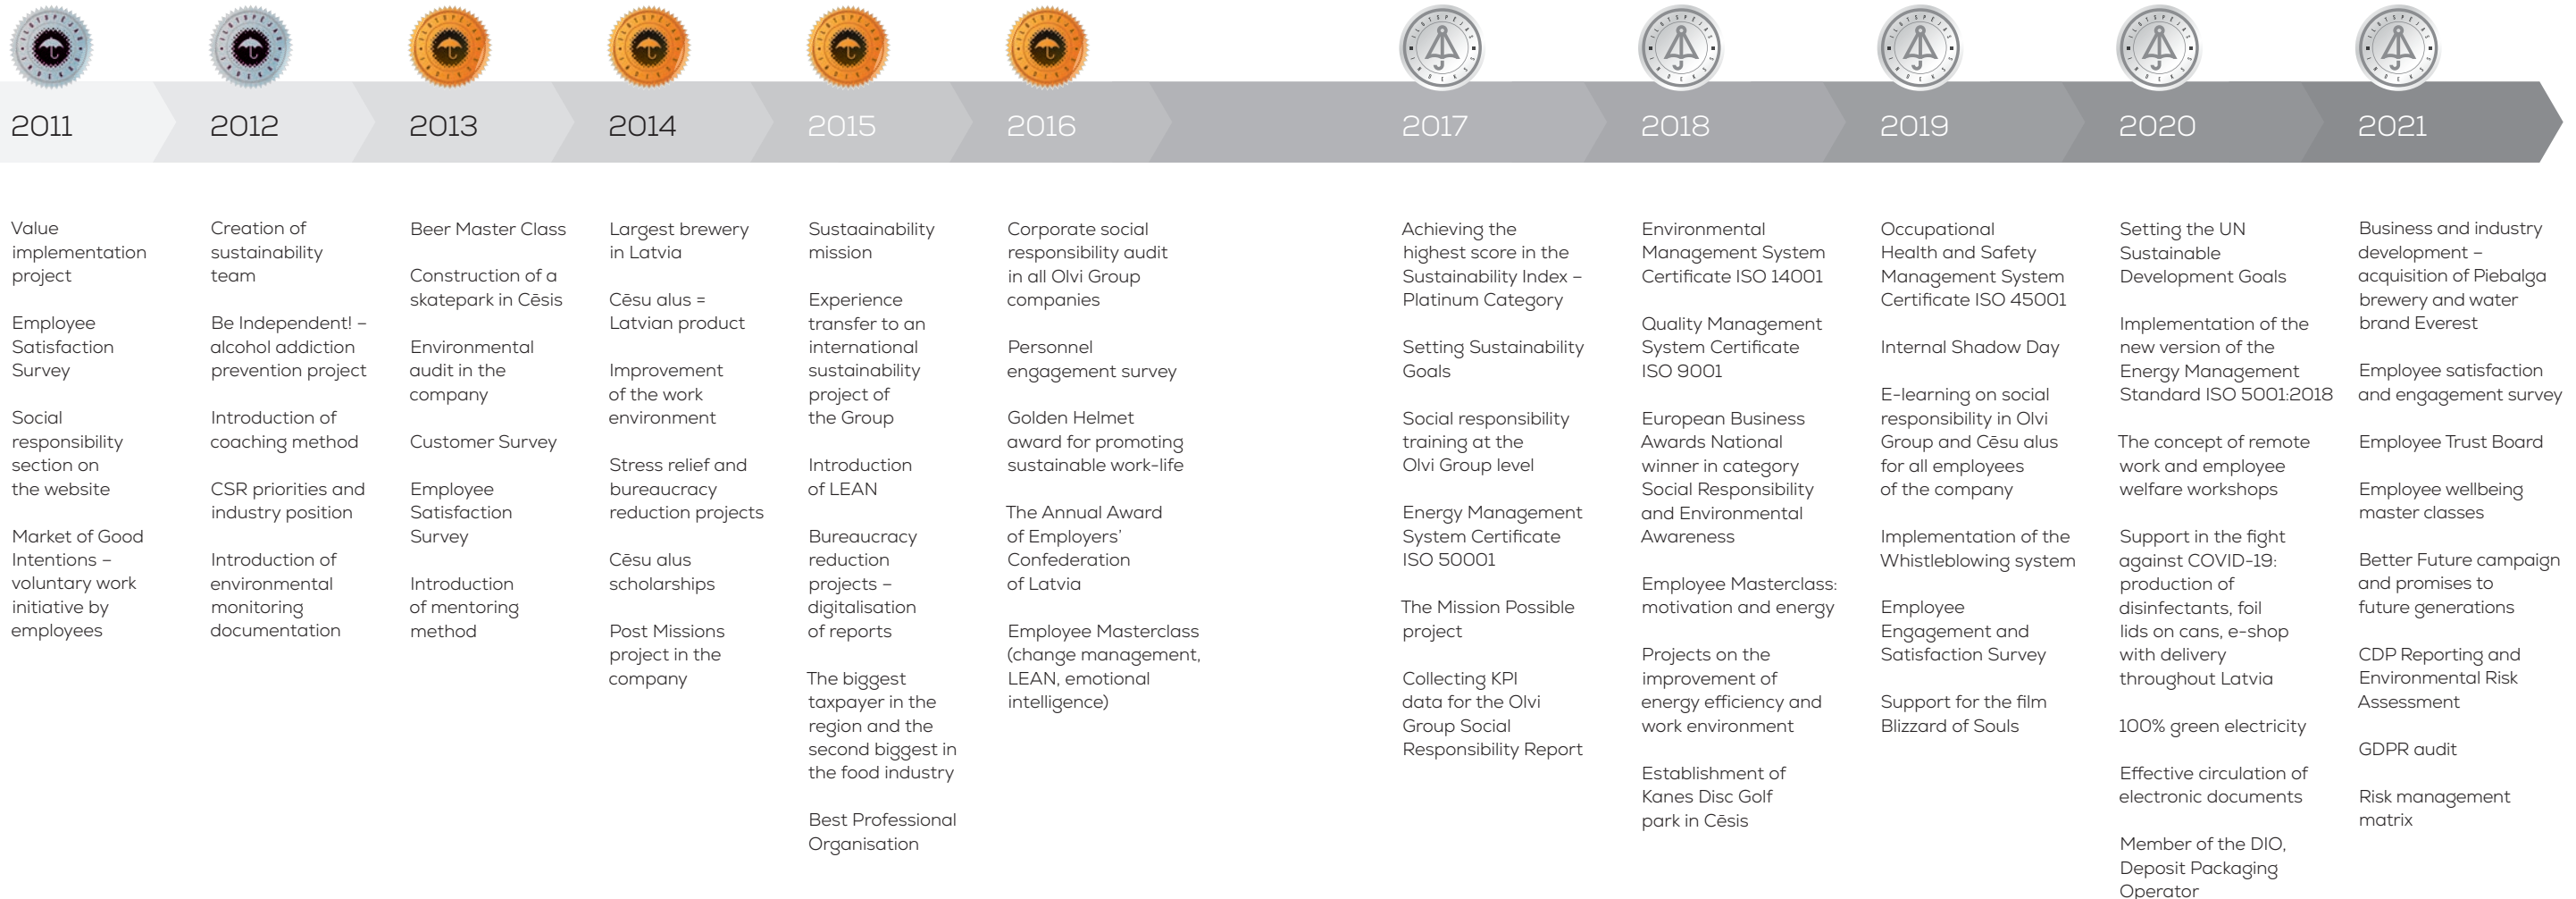 2011
2012
2013
2014
2015
2016
2017
2018
2019
2020
2021
Value
implementation
project
Employee
Satisfaction
Survey
Social
responsibility
section on
the website
Market of Good
Intentions –
voluntary work
initiative by
employees
Creation of
sustainability
team
Be Independent! –
alcohol addiction
prevention project
Introduction of
coaching method
CSR priorities and
industry position
Introduction of
environmental
monitoring
documentation
Beer Master Class
Construction of a
skatepark in Cēsis
Environmental
audit in the
company
Customer Survey
Employee
Satisfaction
Survey
Introduction
of mentoring
method
Largest brewery
in Latvia
Cēsu alus =
Latvian product
Improvement
of the work
environment
Stress relief and
bureaucracy
reduction projects
Cēsu alus
scholarships
Post Missions
project in the
company
Sustaainability
mission
Experience
transfer to an
international
sustainability
project of
the Group
Introduction
of LEAN
Bureaucracy
reduction
projects –
digitalisation
of reports
The biggest
taxpayer in the
region and the
second biggest in
the food industry
Best Professional
Organisation
Corporate social
responsibility audit
in all Olvi Group
companies
Personnel
engagement survey
Golden Helmet
award for promoting
sustainable work-life
The Annual Award
of Employers’
Confederation
of Latvia
Employee Masterclass
(change management,
LEAN, emotional
intelligence)
Achieving the
highest score in the
Sustainability Index –
Platinum Category
Setting Sustainability
Goals
Social responsibility
training at the
Olvi Group level
Energy Management
System Certificate
ISO 50001
The Mission Possible
project
Collecting KPI
data for the Olvi
Group Social
Responsibility Report
Environmental
Management System
Certificate ISO 14001
Quality Management
System Certificate
ISO 9001
European Business
Awards National
winner in category
Social Responsibility
and Environmental
Awareness
Employee Masterclass:
motivation and energy
Projects on the
improvement of
energy efficiency and
work environment
Establishment of
Kanes Disc Golf
park in Cēsis
Occupational
Health and Safety
Management System
Certificate ISO 45001
Internal Shadow Day
E-learning on social
responsibility in Olvi
Group and Cēsu alus
for all employees
of the company
Implementation of the
Whistleblowing system
Employee
Engagement and
Satisfaction Survey
Support for the film
Blizzard of Souls
Setting the UN
Sustainable
Development Goals
Implementation of the
new version of the
Energy Management
Standard ISO 5001:2018
The concept of remote
work and employee
welfare workshops
Support in the fight
against COVID-19:
production of
disinfectants, foil
lids on cans, e-shop
with delivery
throughout Latvia
100% green electricity
Effective circulation of
electronic documents
Member of the DIO,
Deposit Packaging
Operator
Business and industry
development –
acquisition of Piebalga
brewery and water
brand Everest
Employee satisfaction
and engagement survey
Employee Trust Board
Employee wellbeing
master classes
Better Future campaign
and promises to
future generations
CDP Reporting and
Environmental Risk
Assessment
GDPR audit
Risk management
matrix